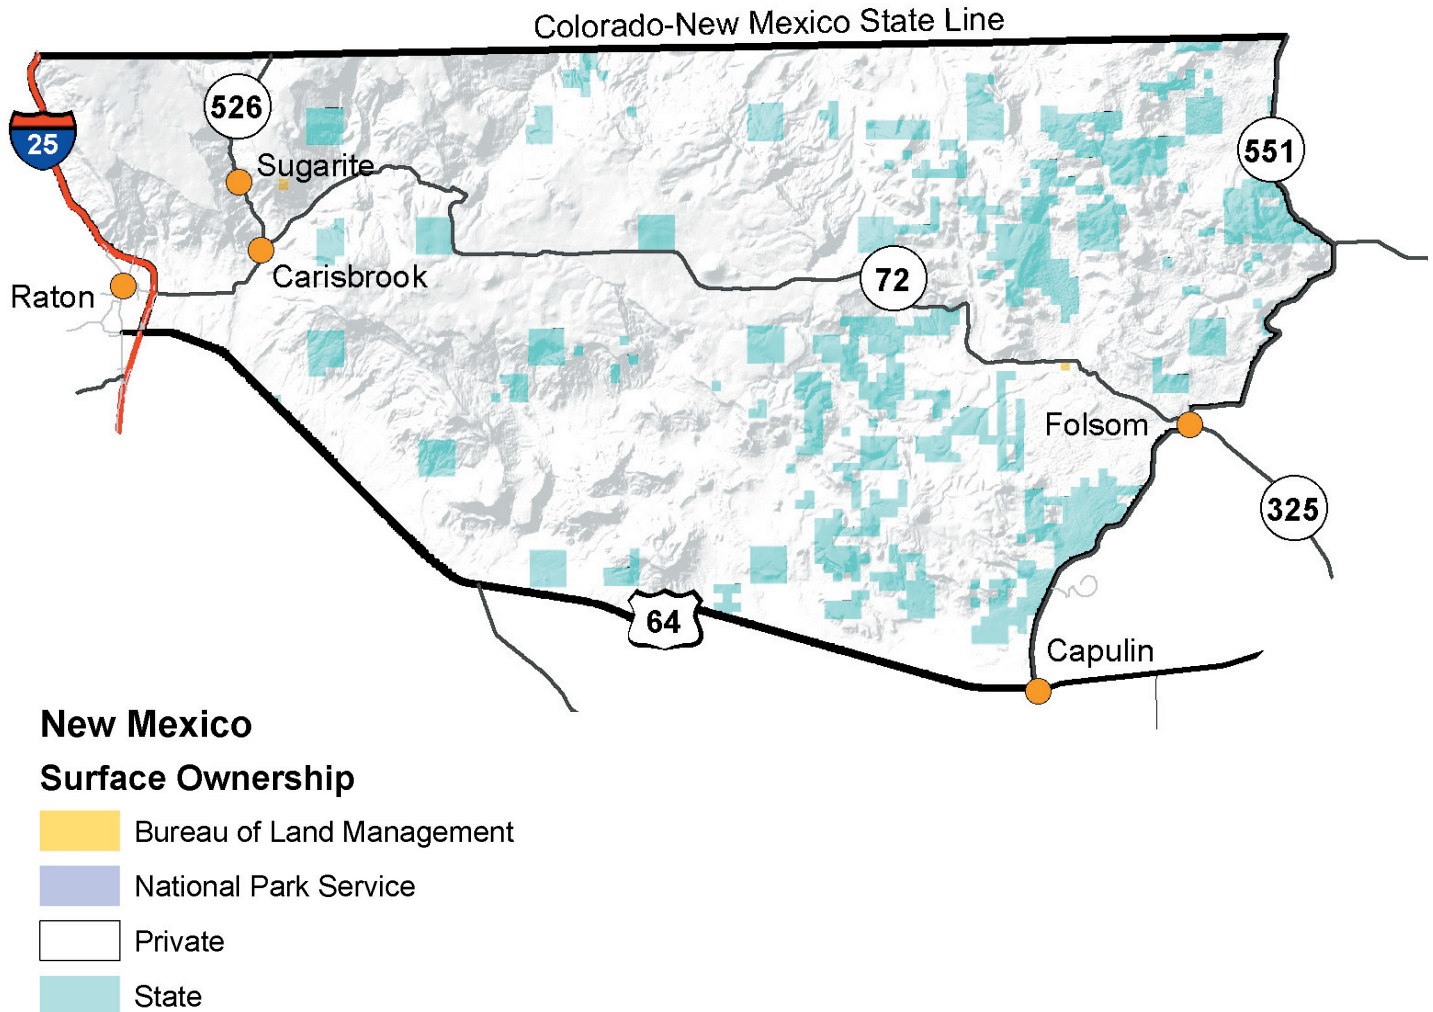 Colorado-New Mexico State Line
526
25
551
Sugarite
Carisbrook
72
Raton
Folsom
325
64
Capulin
New Mexico
Surface Ownership
Bureau of Land Management
National Park Service
Private
State